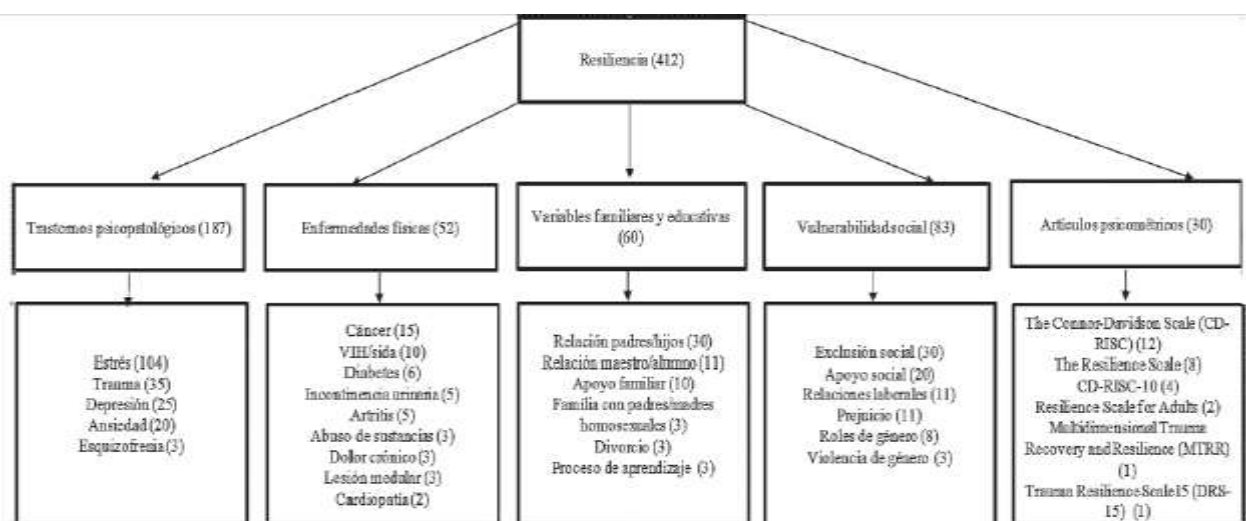 Resiliencia (412)
Trastornos psicopatológicos (187)
Enfermedades físicas (52)
Variables familiares y educativas
(60)
Vulnerabilidad social (83)
Artículos psicométricos (30)
Estrés (104)
Trauma (35)
Depresión (25)
Ansiedad (20)
Esquizofrenia (3)
Cáncer (15)
VIH/sida (10)
Diabetes (6)
Incontinencia urinaria (5)
Artritis (5)
Abuso de sustancias (3)
Dolor crónico (3)
Lesión modular (3)
Cardiopatía (2)
Relación padres/hijos (30)
Relación maestro/alumno (11)
Apoyo familiar (10)
Familia con padres/madres
homosexuales (3)
Divorcio (3)
Proceso de aprendizaje (3)
Exclusión social (30)
Apoyo social (20)
Relaciones laborales (11)
Prejuicio (11)
Roles de género (8)
Violencia de género (3)
The Connor-Davidson Scale (CD-
RISC) (12)
The Resilience Scale (8)
CD-RISC-10 (4)
Resilience Scale for Adults (2)
Multidimensional Trauma
Recovery and Resilience (MTRR)
(1)
Trauma Resilience Scale15 (DRS-
15) (1)